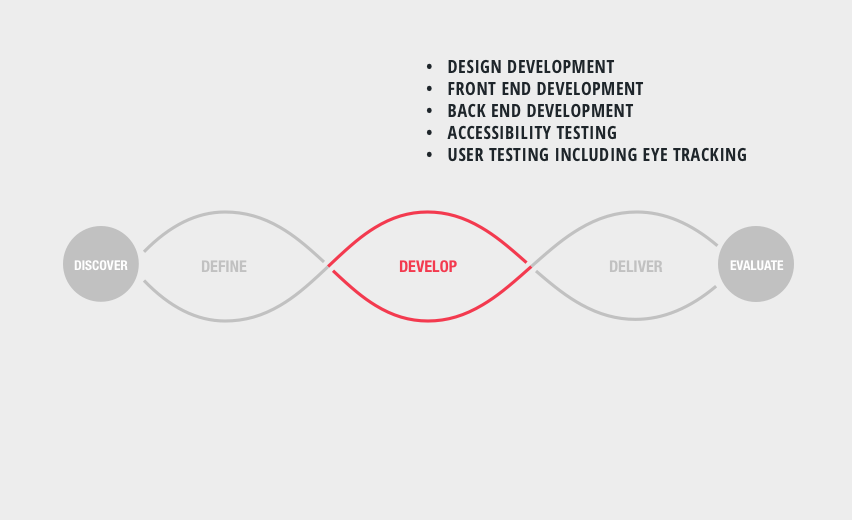 • DESIGN DEVELOPMENT
• FRONT END DEVELOPMENT
• BACK END DEVELOPMENT
• ACCESSIBILITY TESTING
• USER TESTING INCLUDING EYE TRACKING
DISCOVER
DEFINE
DEVELOP
DELIVER
EVALUATE